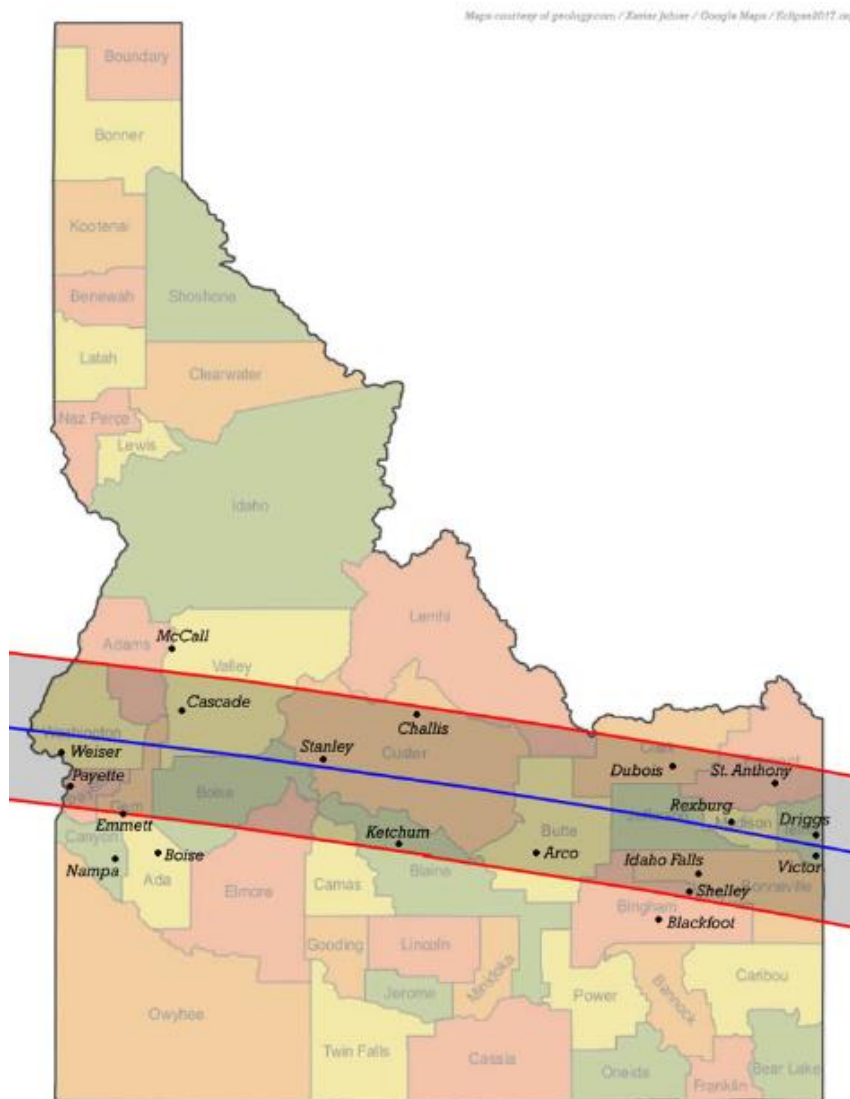 Maps courtesy of geology.com / Xavier Jubier / Google Maps / Eclipse2017.org
Boundary
Bonner
Kootenai
Shoshone
Benewah
Latah
Clearwater
Naz Perce
Lewis
Idaho
Lemhi
McCall
Adams
Valley
Cascade
Challis
Washington
Weiser
Stanley
Custer
Clark
Dubois
St. Anthony
Payette
Boise
Rexburg
Madison
Driggs
Gem
Emmett
Ketchum
Butte
Canyon
Boise
Arco
Idaho Falls
Victor
Nampa
Ada
Blaine
Elmore
Camas
Shelley
Bonneville
Bingham
Blackfoot
Gooding
Lincoln
Minidoka
Jerome
Power
Bannock
Caribou
Owyhee
Twin Falls
Cassia
Oneida
Franklin
Bear Lake